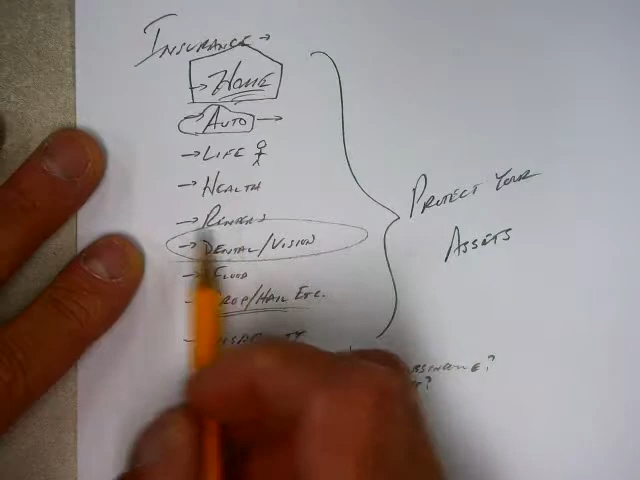 INSURANCE →
→ HOME
AUTO →
→ LIFE
→ HEALTH
→ RENTERS
→ DENTAL/VISION
→ FLOOD
CROP/HAIL ETC.
PROTECT YOUR
ASSETS